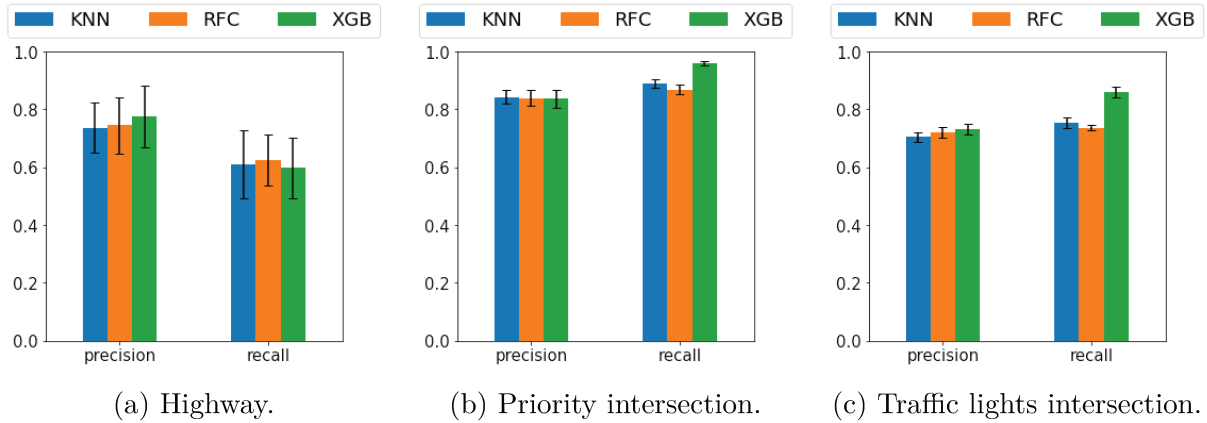 KNN RFC XGB
1.0
0.8
0.6
0.4
0.2
0.0
precision recall
(a) Highway.
KNN RFC XGB
1.0
0.8
0.6
0.4
0.2
0.0
precision recall
(b) Priority intersection.
KNN RFC XGB
1.0
0.8
0.6
0.4
0.2
0.0
precision recall
(c) Traffic lights intersection.